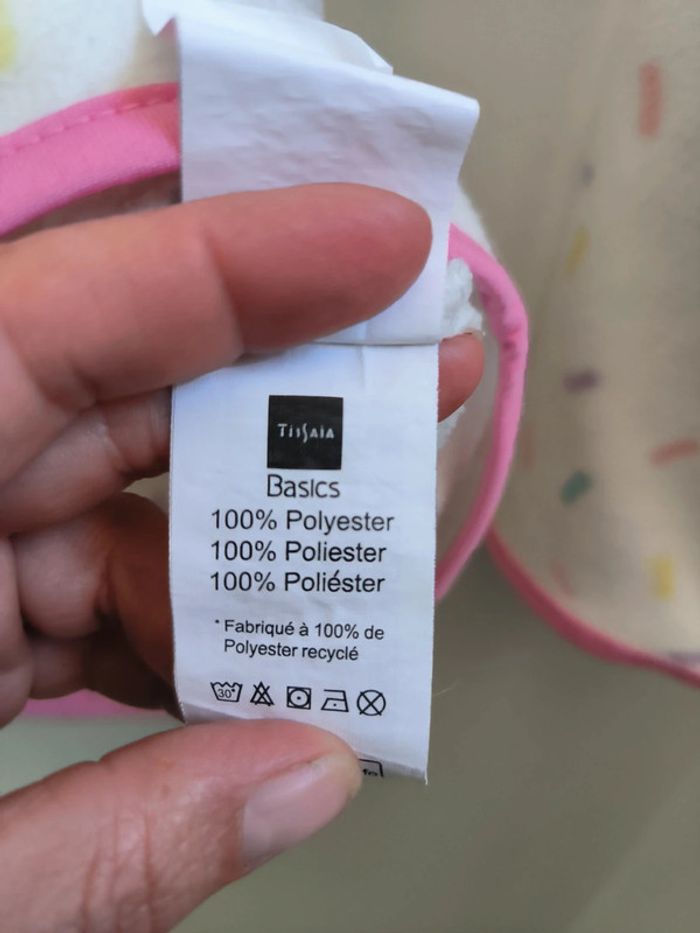 TISSAIA
Basics
100% Polyester
100% Poliester
100% Poliéster
* Fabriqué à 100% de
Polyester recyclé
30°